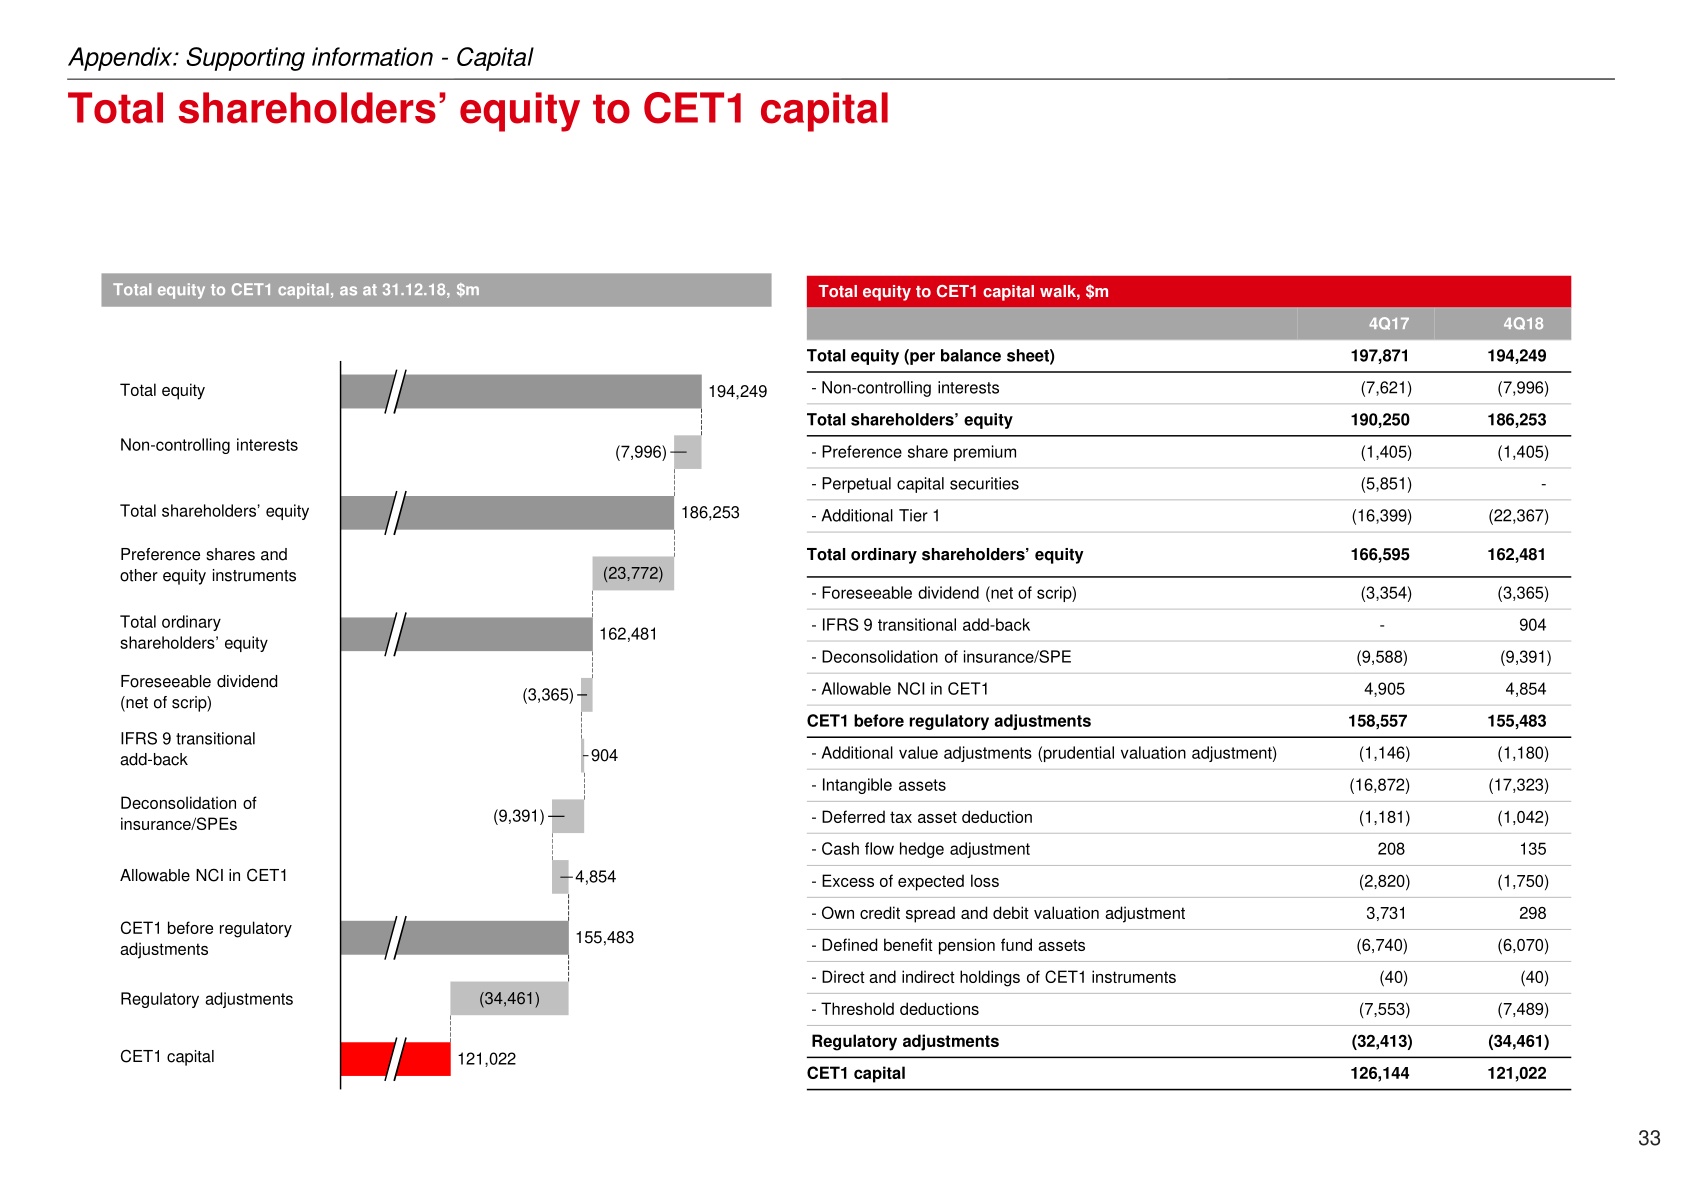 Appendix: Supporting information - Capital
Total shareholders’ equity to CET1 capital
Total equity to CET1 capital, as at 31.12.18, $m
Total equity 194,249
Non-controlling interests (7,996)
Total shareholders’ equity 186,253
Preference shares and
other equity instruments (23,772)
Total ordinary
shareholders’ equity 162,481
Foreseeable dividend
(net of scrip) (3,365)
IFRS 9 transitional
add-back 904
Deconsolidation of
insurance/SPEs (9,391)
Allowable NCI in CET1 4,854
CET1 before regulatory
adjustments 155,483
Regulatory adjustments (34,461)
CET1 capital 121,022
Total equity to CET1 capital walk, $m
4Q17 4Q18
Total equity (per balance sheet) 197,871 194,249
- Non-controlling interests (7,621) (7,996)
Total shareholders’ equity 190,250 186,253
- Preference share premium (1,405) (1,405)
- Perpetual capital securities (5,851) -
- Additional Tier 1 (16,399) (22,367)
Total ordinary shareholders’ equity 166,595 162,481
- Foreseeable dividend (net of scrip) (3,354) (3,365)
- IFRS 9 transitional add-back - 904
- Deconsolidation of insurance/SPE (9,588) (9,391)
- Allowable NCI in CET1 4,905 4,854
CET1 before regulatory adjustments 158,557 155,483
- Additional value adjustments (prudential valuation adjustment) (1,146) (1,180)
- Intangible assets (16,872) (17,323)
- Deferred tax asset deduction (1,181) (1,042)
- Cash flow hedge adjustment 208 135
- Excess of expected loss (2,820) (1,750)
- Own credit spread and debit valuation adjustment 3,731 298
- Defined benefit pension fund assets (6,740) (6,070)
- Direct and indirect holdings of CET1 instruments (40) (40)
- Threshold deductions (7,553) (7,489)
Regulatory adjustments (32,413) (34,461)
CET1 capital 126,144 121,022
33